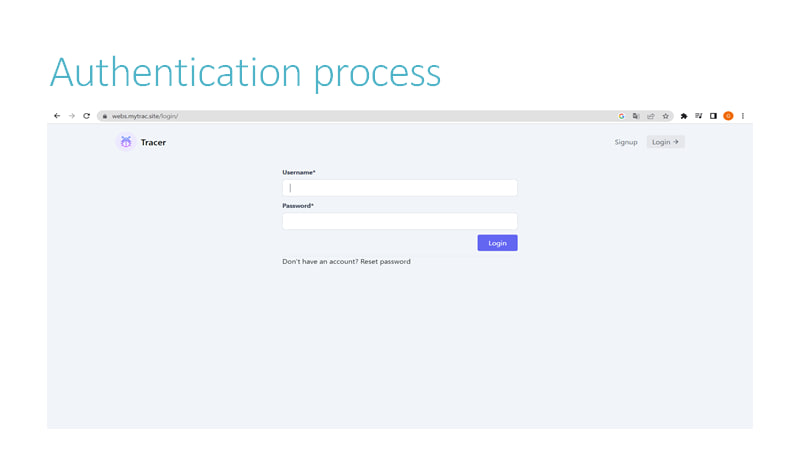 Authentication process
webs.mytrac.site/login/
Tracer
Signup
Login →
Username*
Password*
Login
Don't have an account? Reset password